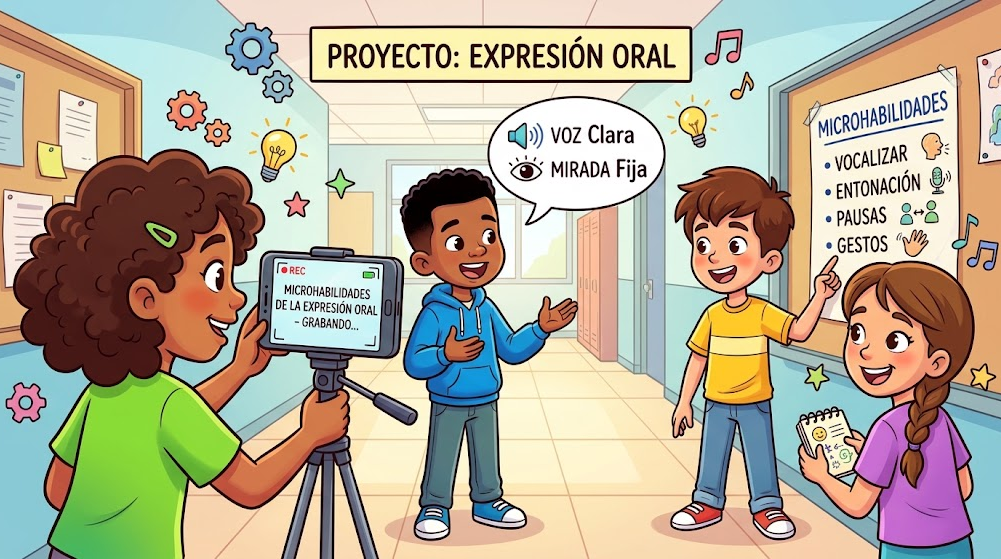 PROYECTO: EXPRESIÓN ORAL
VOZ Clara
MIRADA Fija
MICROHABILIDADES
• VOCALIZAR
• ENTONACIÓN
• PAUSAS
• GESTOS
REC
MICROHABILIDADES
DE LA EXPRESIÓN ORAL
– GRABANDO...